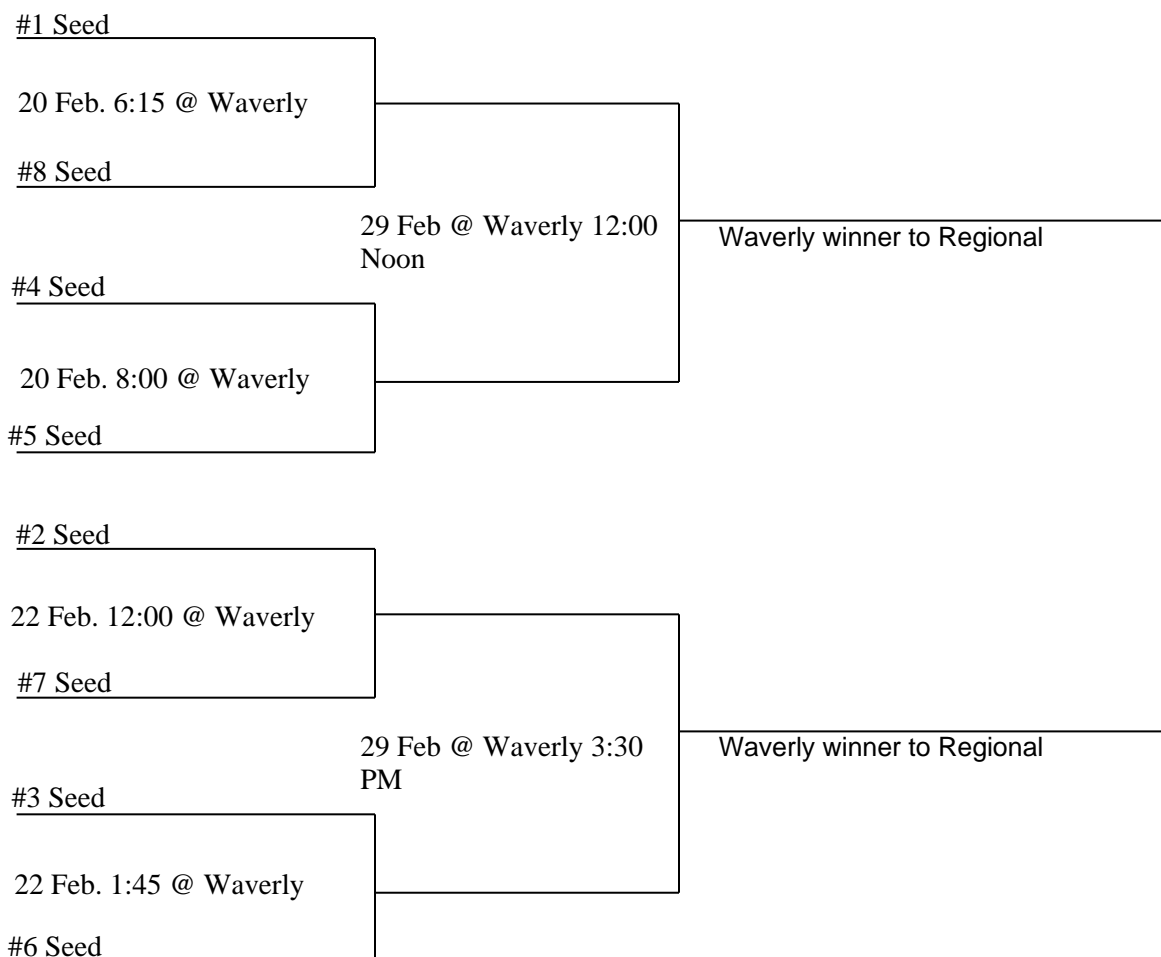 #1 Seed
20 Feb. 6:15 @ Waverly
#8 Seed
29 Feb @ Waverly 12:00
Noon
Waverly winner to Regional
#4 Seed
20 Feb. 8:00 @ Waverly
#5 Seed
#2 Seed
22 Feb. 12:00 @ Waverly
#7 Seed
29 Feb @ Waverly 3:30
PM
Waverly winner to Regional
#3 Seed
22 Feb. 1:45 @ Waverly
#6 Seed